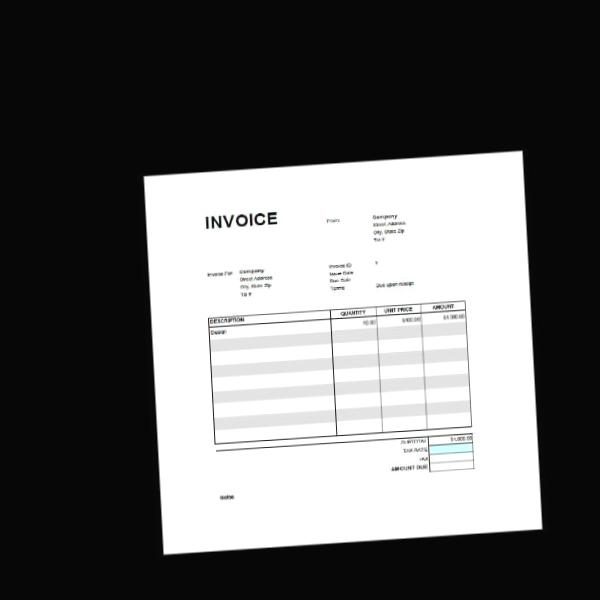 INVOICE
From:
Company
Street Address
City, State Zip
Tel #
Invoice For
Company
Street Address
City, State Zip
Tel #
Invoice ID
Issue Date
Due Date
Terms
Due upon receipt
DESCRIPTION QUANTITY UNIT PRICE AMOUNT
Design 10.00 $100.00 $1,000.00
SUBTOTAL $1,000.00
TAX RATE
TAX
AMOUNT DUE
Notes